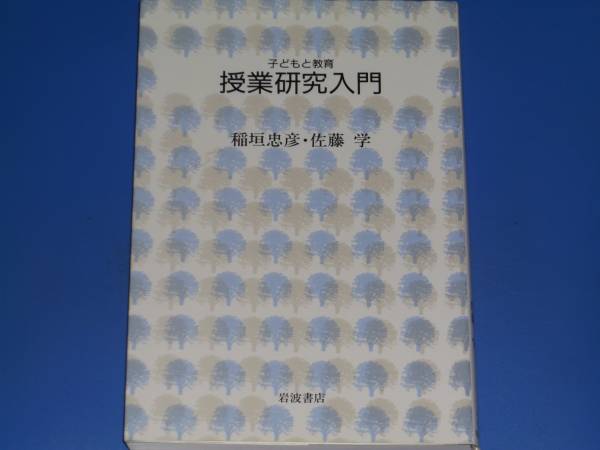 子どもと教育
授業研究入門
稲垣忠彦・佐藤 学
岩波書店